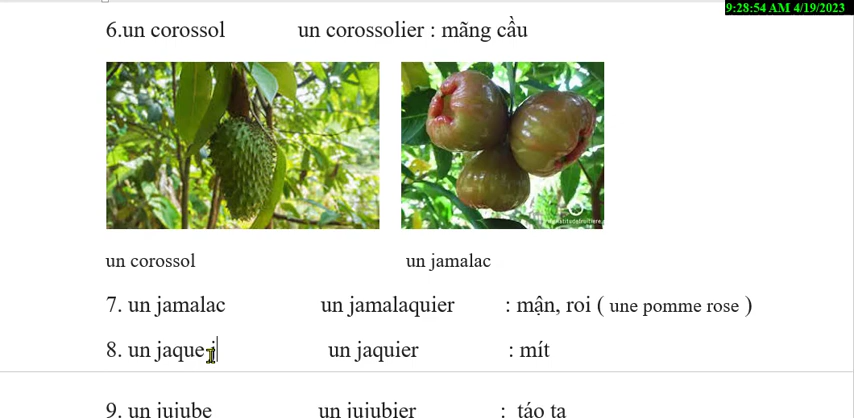 9:28:54 AM 4/19/2023
6.un corossol un corossolier : mãng cầu
un corossol un jamalac
7. un jamalac un jamalaquier : mận, roi ( une pomme rose )
8. un jaque j un jaquier : mít
9. un jujube un jujubier : táo ta